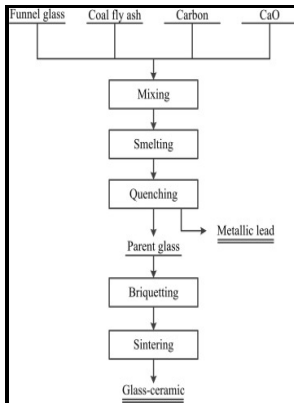 Funnel glass Coal fly ash Carbon CaO
Mixing
Smelting
Quenching
Metallic lead
Parent glass
Briquetting
Sintering
Glass-ceramic